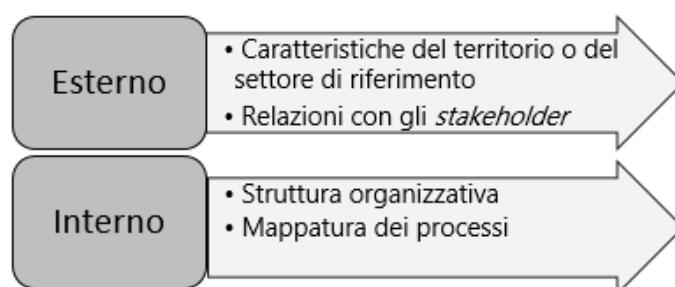 Esterno
• Caratteristiche del territorio o del
settore di riferimento
• Relazioni con gli stakeholder
Interno
• Struttura organizzativa
• Mappatura dei processi